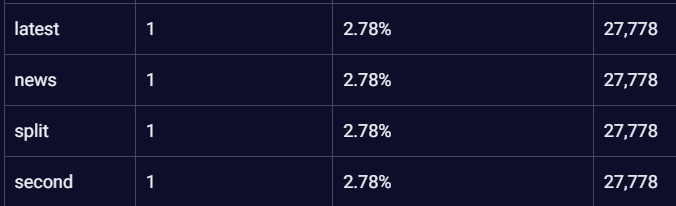 latest 1 2.78% 27,778
news 1 2.78% 27,778
split 1 2.78% 27,778
second 1 2.78% 27,778